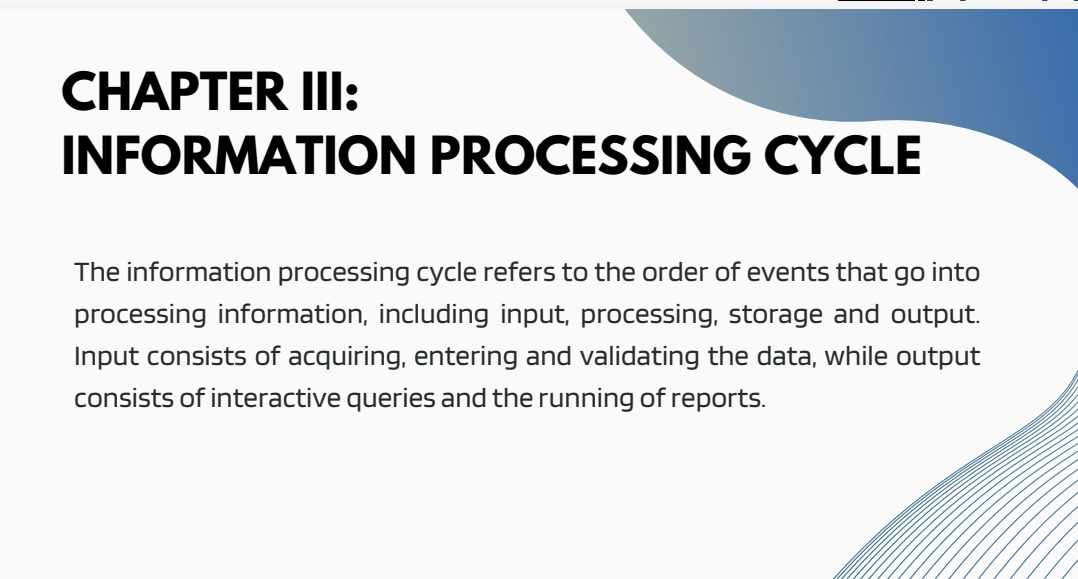 CHAPTER III:
INFORMATION PROCESSING CYCLE
The information processing cycle refers to the order of events that go into
processing information, including input, processing, storage and output.
Input consists of acquiring, entering and validating the data, while output
consists of interactive queries and the running of reports.